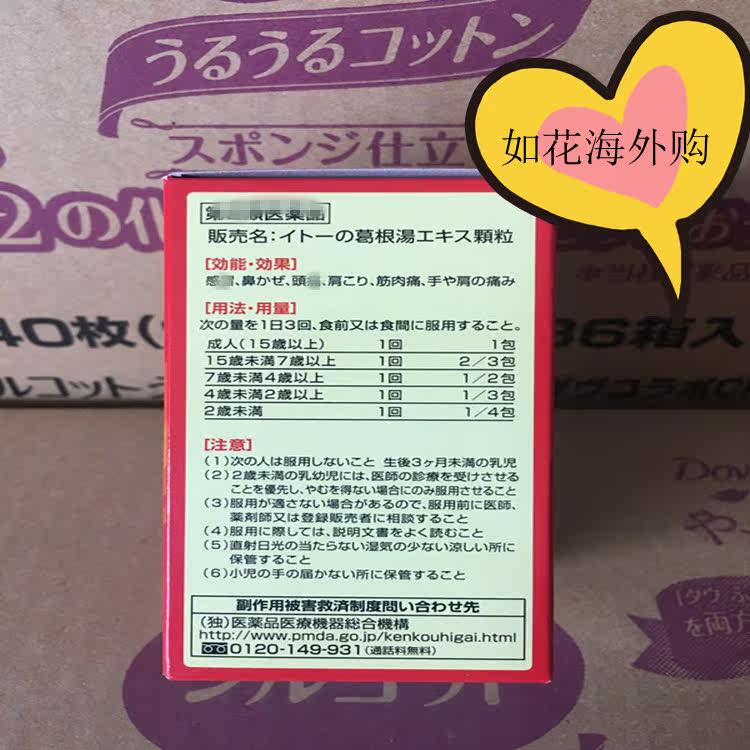 うるうるコットン
スポンジ仕立
如花海外购
2の
40枚(
36箱入
医薬品
販売名:イトーの葛根湯エキス顆粒
[効能・効果]
感、鼻かぜ、頭、肩こり、筋肉痛、手や肩の痛み
[用法・用量]
次の量を1日3回、食前又は食間に服用すること。
成人(15歳以上) 1回 1包
15歳未満7歳以上 1回 2/3包
7歳未満4歳以上 1回 1/2包
4歳未満2歳以上 1回 1/3包
2歳未満 1回 1/4包
[注意]
(1)次の人は服用しないこと 生後3ヶ月未満の乳児
(2)2歳未満の乳幼児には、医師の診療を受けさせる
ことを優先し、やむを得ない場合にのみ服用させること
(3)服用が適さない場合があるので、服用前に医師、
薬剤師又は登録販売者に相談すること
(4)服用に際しては、説明文書をよく読むこと
(5)直射日光の当たらない湿気の少ない涼しい所に
保管すること
(6)小児の手の届かない所に保管すること
副作用被害救済制度問い合わせ先
(独)医薬品医療機器総合機構
http://www.pmda.go.jp/kenkouhigai.html
0120-149-931(通話料無料)
Dov
や
を両
シルコット